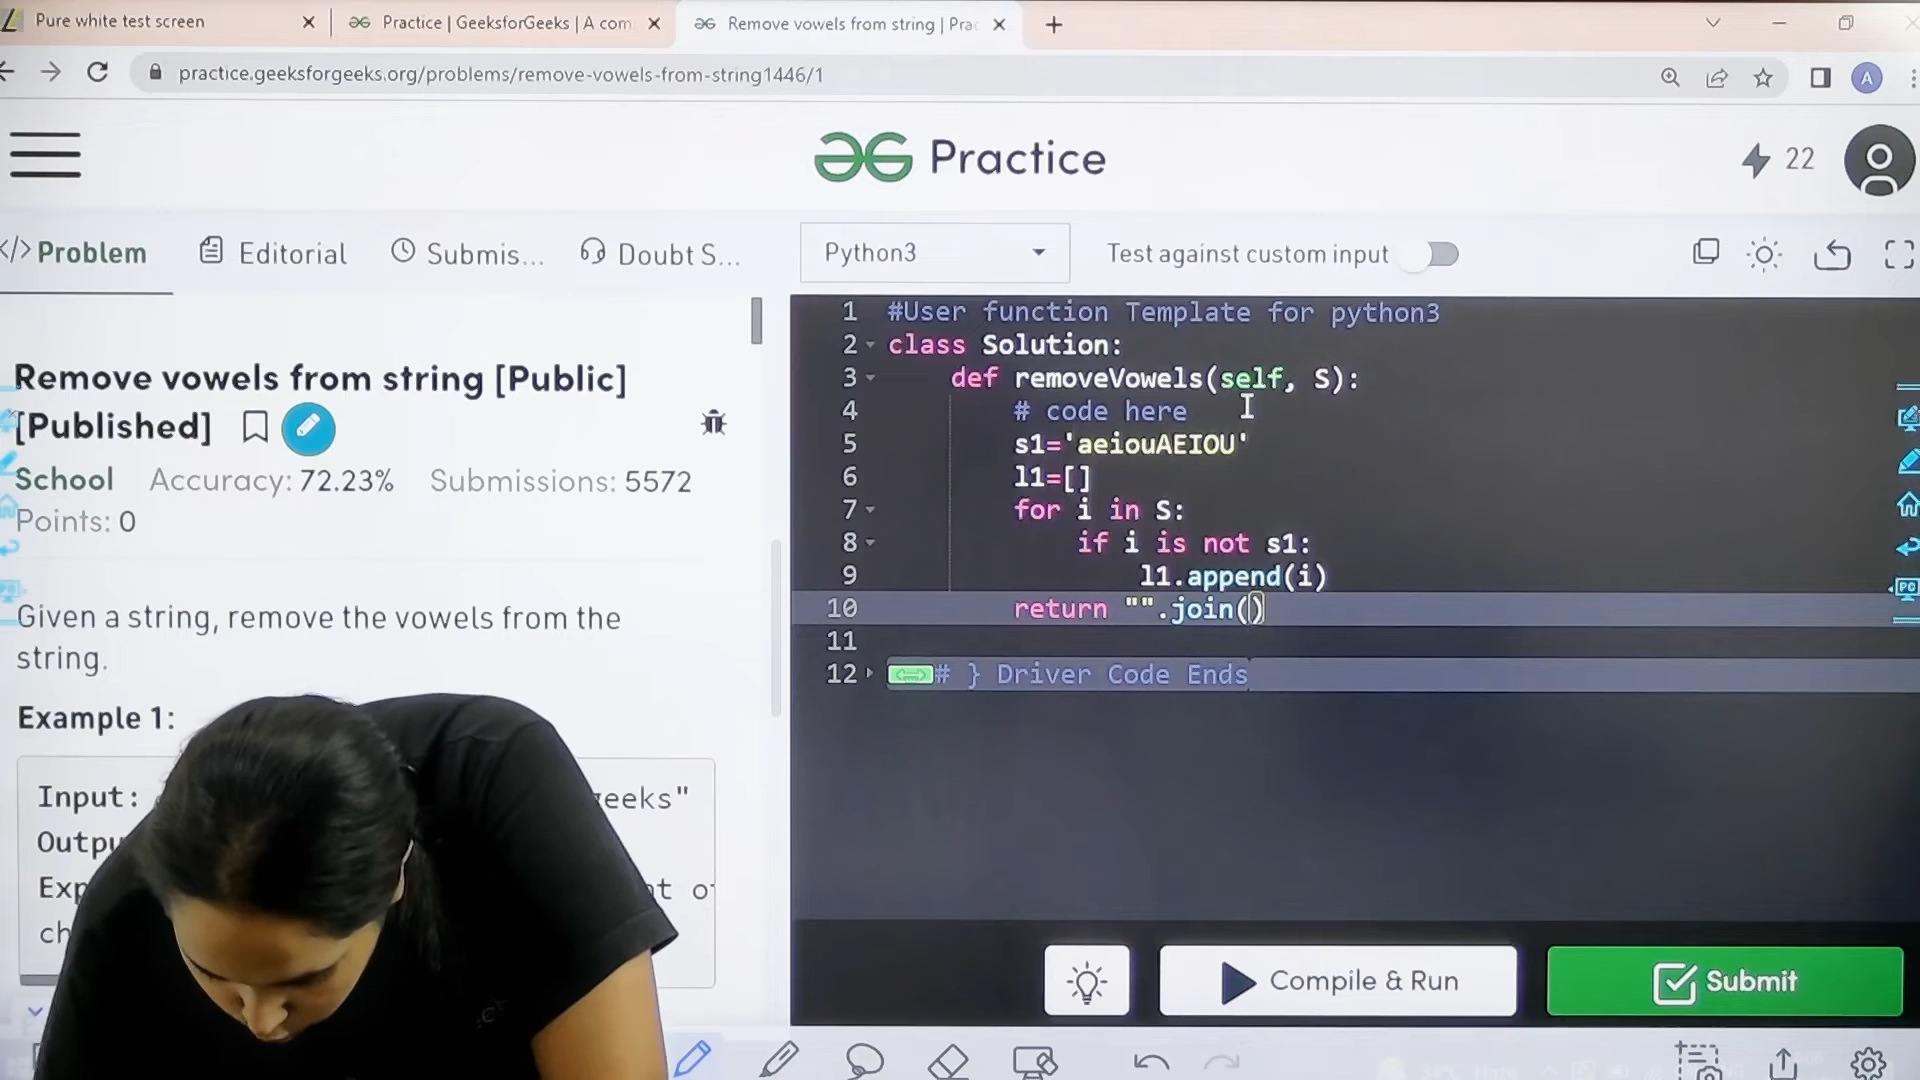 Pure white test screen
Practice | GeeksforGeeks | A com
Remove vowels from string | Prac
practice.geeksforgeeks.org/problems/remove-vowels-from-string1446/1
A
Practice
22
</> Problem
Editorial
Submis...
Doubt S...
Python3
Test against custom input
Remove vowels from string [Public]
[Published]
School Accuracy: 72.23% Submissions: 5572
Points: 0
Given a string, remove the vowels from the
string.
Example 1:
Input: eeks"
Outpu
Exp
ch
1 #User function Template for python3
2 class Solution:
3 def removeVowels(self, S):
4 # code here
5 s1='aeiouAEIOU'
6 l1=[]
7 for i in S:
8 if i is not s1:
9 l1.append(i)
10 return "".join()
11
12 # } Driver Code Ends
Compile & Run
Submit
PC